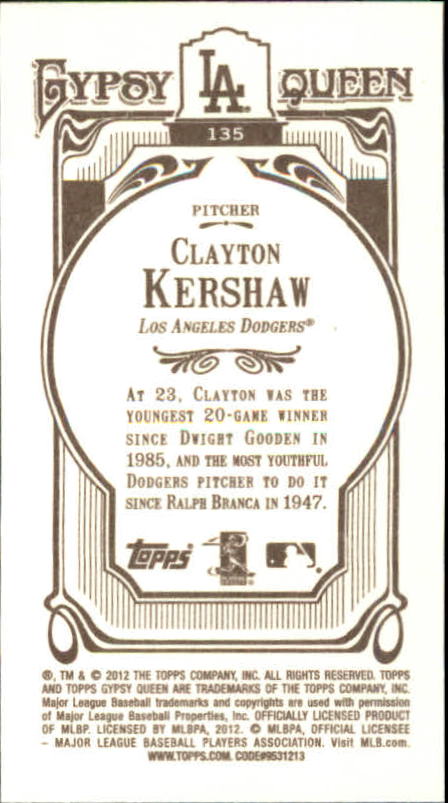 GYPSY LA QUEEN
135
PITCHER
CLAYTON
KERSHAW
LOS ANGELES DODGERS®
AT 23, CLAYTON WAS THE
YOUNGEST 20-GAME WINNER
SINCE DWIGHT GOODEN IN
1985, AND THE MOST YOUTHFUL
DODGERS PITCHER TO DO IT
SINCE RALPH BRANCA IN 1947.
topps
®, TM & © 2012 THE TOPPS COMPANY, INC. ALL RIGHTS RESERVED. TOPPS
AND TOPPS GYPSY QUEEN ARE TRADEMARKS OF THE TOPPS COMPANY, INC.
Major League Baseball trademarks and copyrights are used with permission
of Major League Baseball Properties, Inc. OFFICIALLY LICENSED PRODUCT
OF MLBP. LICENSED BY MLBPA, 2012. © MLBPA, OFFICIAL LICENSEE
- MAJOR LEAGUE BASEBALL PLAYERS ASSOCIATION. Visit MLB.com.
WWW.TOPPS.COM. CODE#9531213